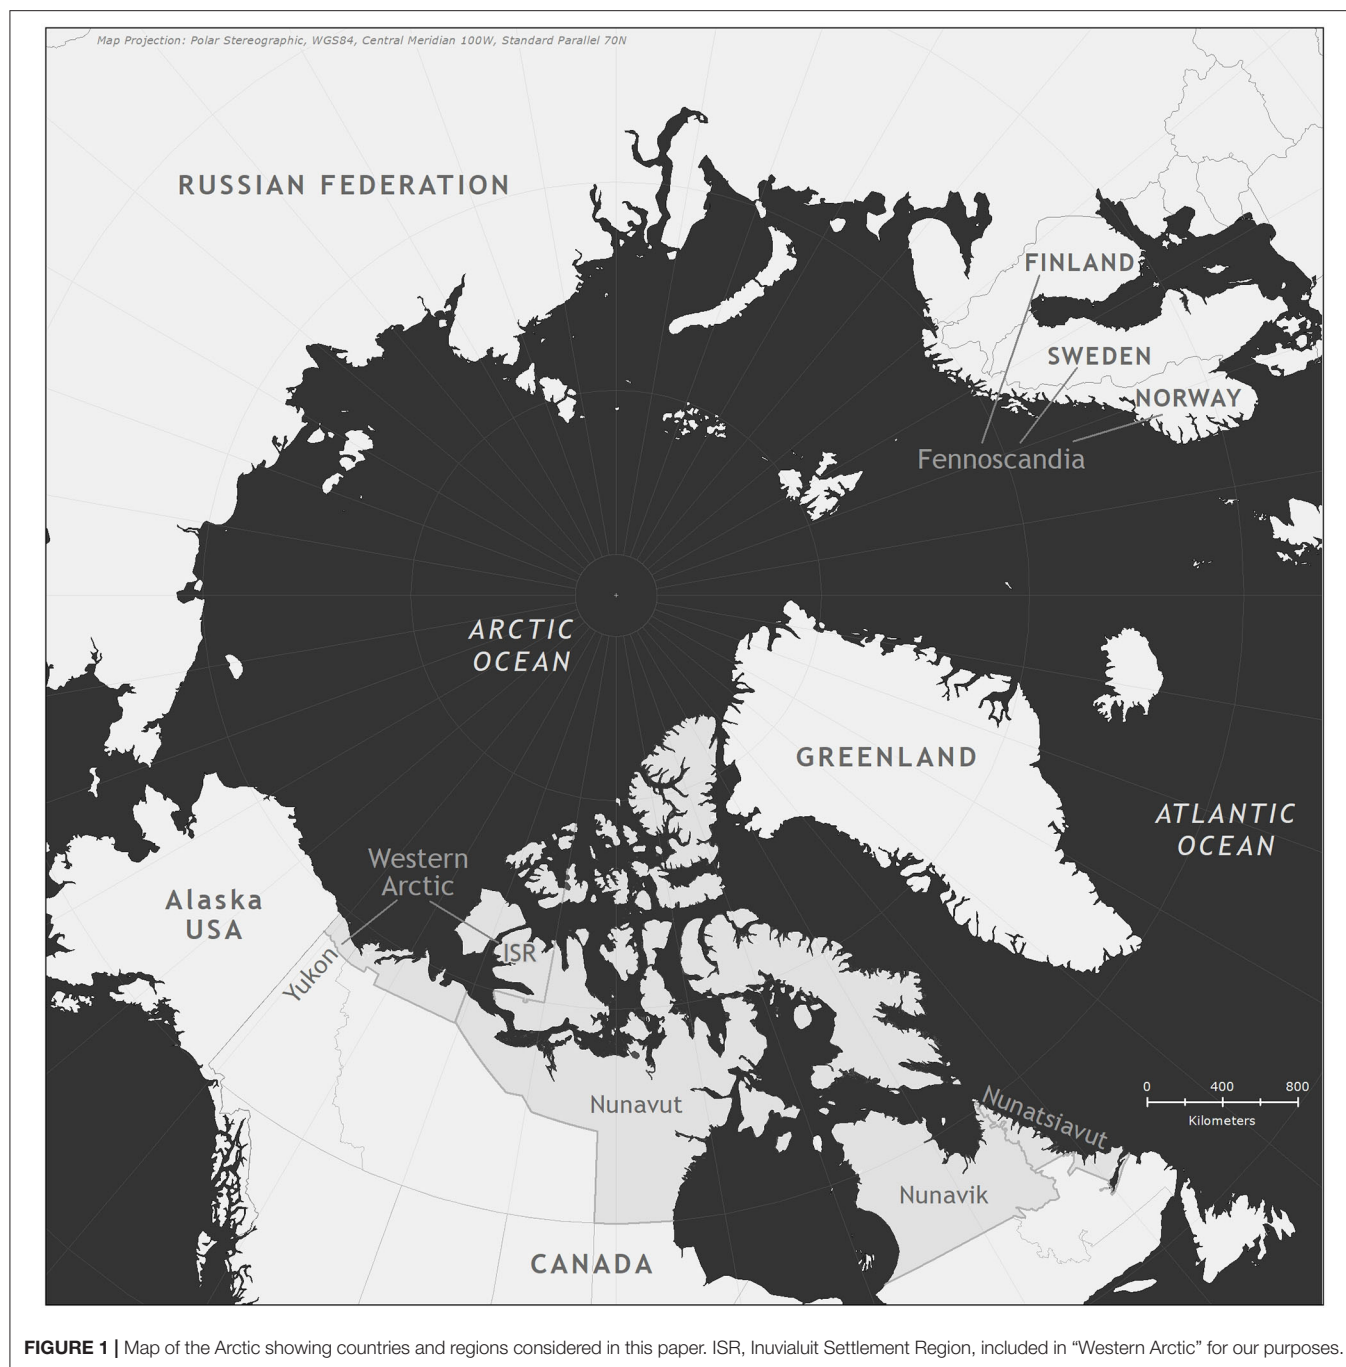 Map Projection: Polar Stereographic, WGS84, Central Meridian 100W, Standard Parallel 70N
RUSSIAN FEDERATION
FINLAND
SWEDEN
NORWAY
Fennoscandia
ARCTIC
OCEAN
GREENLAND
ATLANTIC
OCEAN
Western
Arctic
Alaska
USA
ISR
Yukon
0 400 800
Kilometers
Nunavut
Nunatsiavut
Nunavik
CANADA
FIGURE 1 | Map of the Arctic showing countries and regions considered in this paper. ISR, Inuvialuit Settlement Region, included in “Western Arctic” for our purposes.